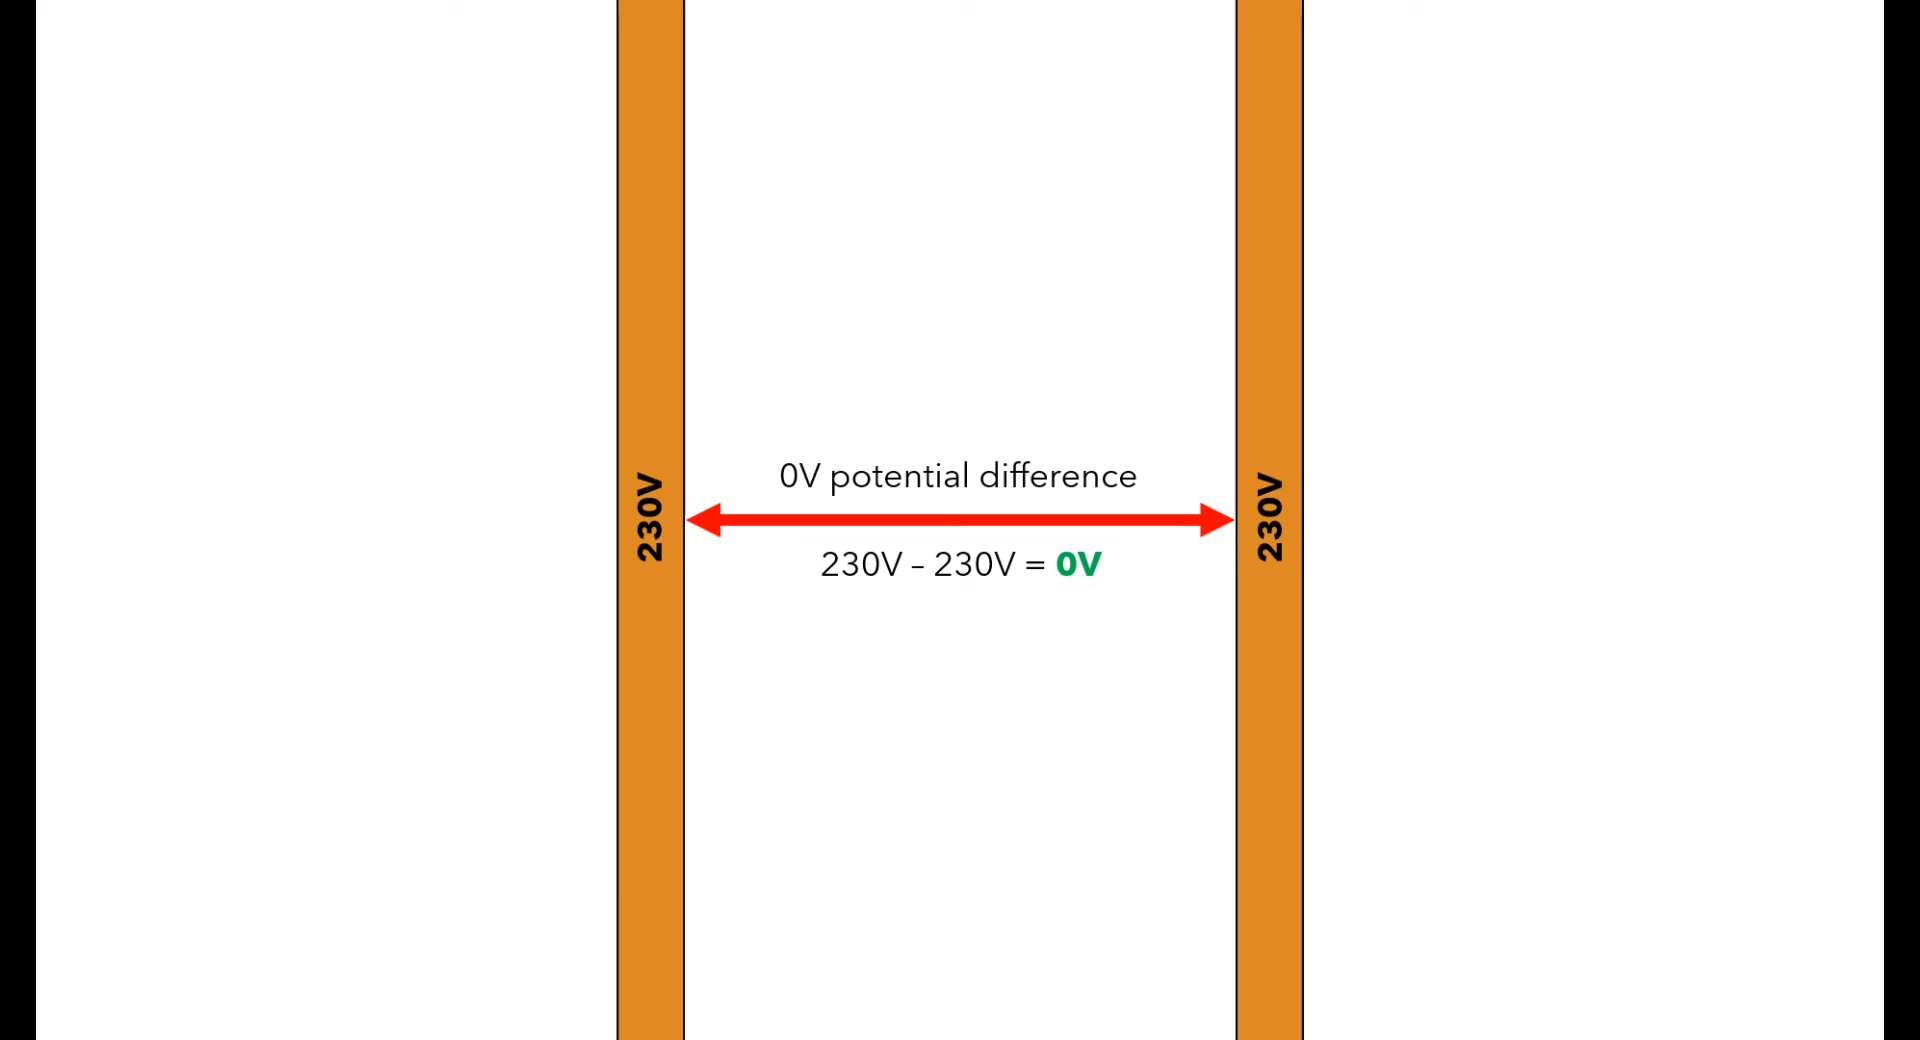 0V potential difference
230V
230V
230V – 230V = 0V